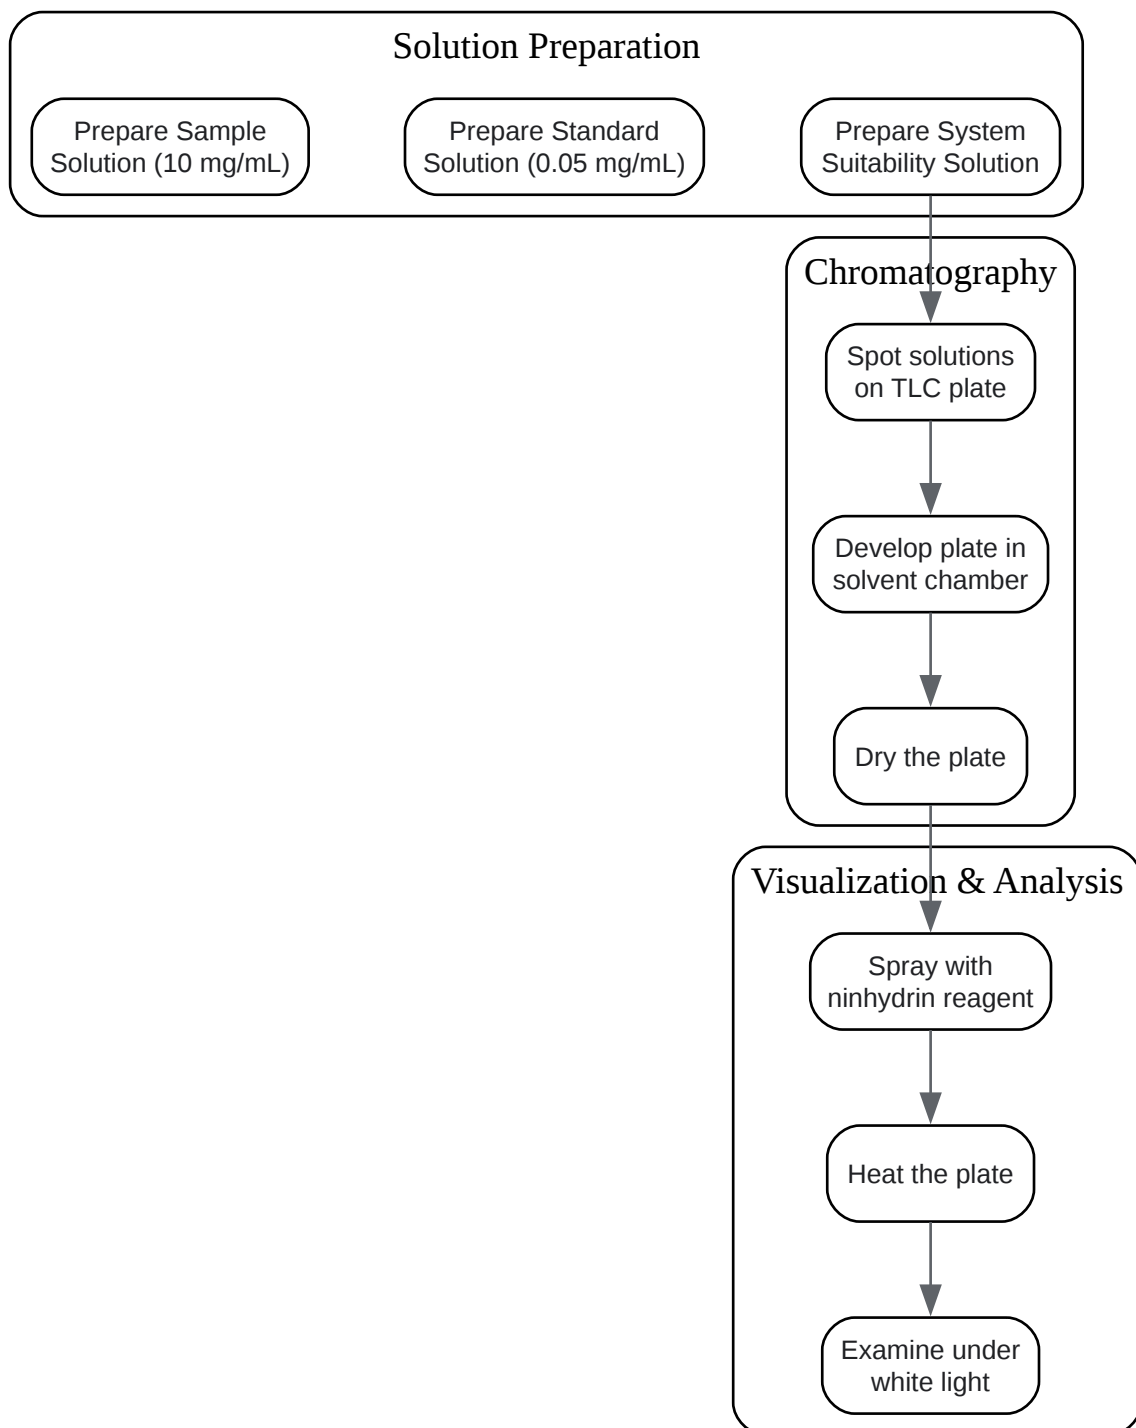 Solution Preparation
Prepare Sample
Solution (10 mg/mL)
Prepare Standard
Solution (0.05 mg/mL)
Prepare System
Suitability Solution
Chromatography
Spot solutions
on TLC plate
Develop plate in
solvent chamber
Dry the plate
Visualization & Analysis
Spray with
ninhydrin reagent
Heat the plate
Examine under
white light